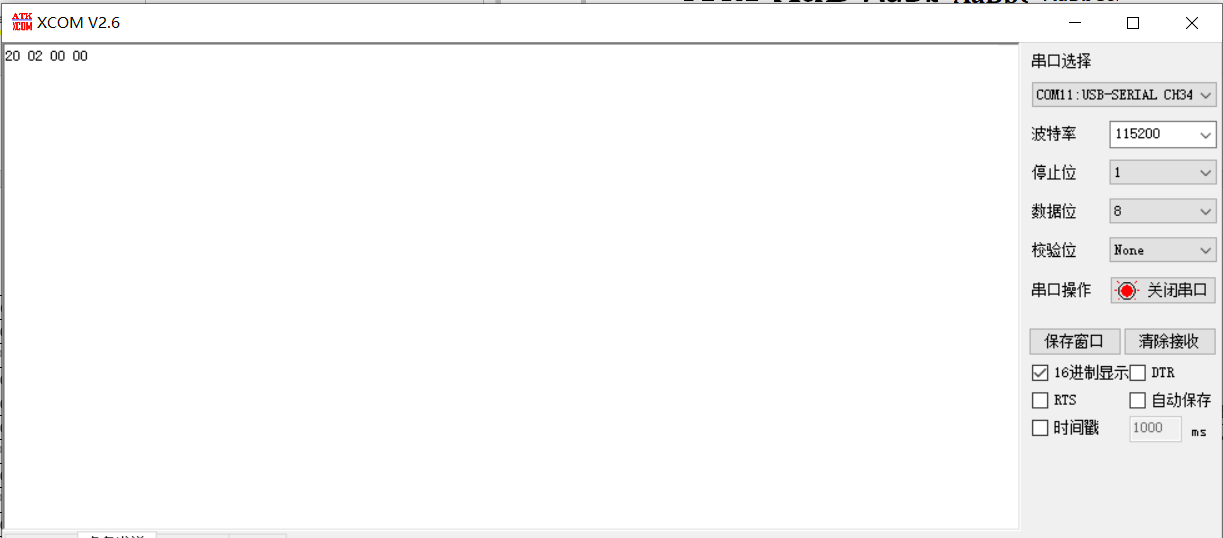 ATK
XCOM
XCOM V2.6
20 02 00 00
串口选择
COM11:USB-SERIAL CH34
波特率
115200
停止位
1
数据位
8
校验位
None
串口操作
关闭串口
保存窗口
清除接收
16进制显示
DTR
RTS
自动保存
时间戳
1000
ms